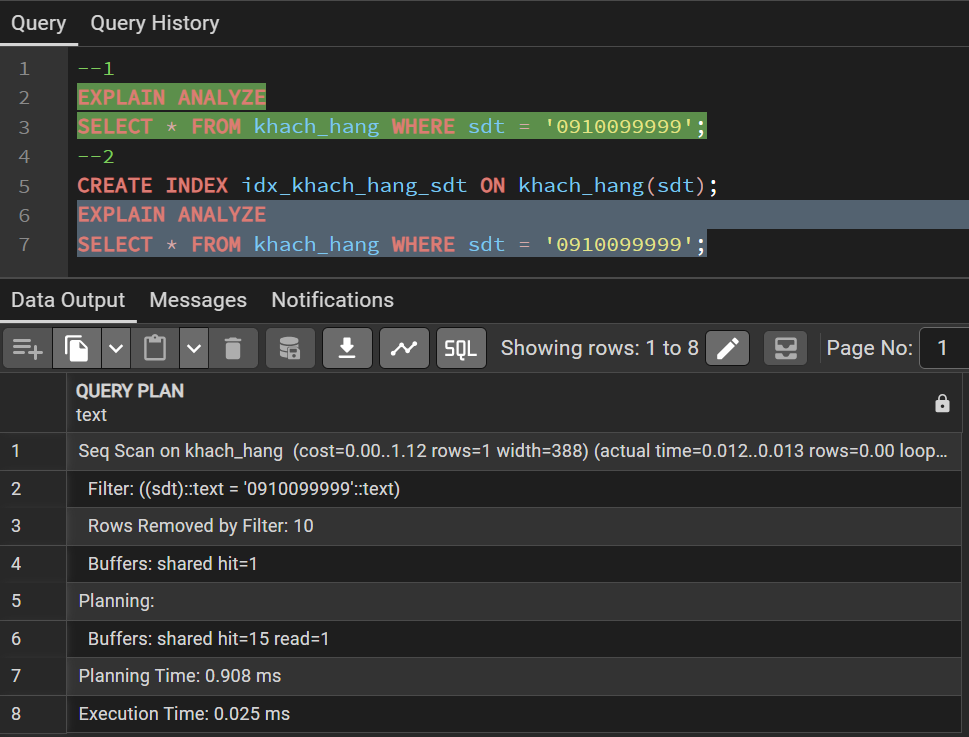 Query Query History
1 --1
2 EXPLAIN ANALYZE
3 SELECT * FROM khach_hang WHERE sdt = '0910099999';
4 --2
5 CREATE INDEX idx_khach_hang_sdt ON khach_hang(sdt);
6 EXPLAIN ANALYZE
7 SELECT * FROM khach_hang WHERE sdt = '0910099999';
Data Output Messages Notifications
SQL Showing rows: 1 to 8 Page No: 1
QUERY PLAN
text
1 Seq Scan on khach_hang (cost=0.00..1.12 rows=1 width=388) (actual time=0.012..0.013 rows=0.00 loop...
2 Filter: ((sdt)::text = '0910099999'::text)
3 Rows Removed by Filter: 10
4 Buffers: shared hit=1
5 Planning:
6 Buffers: shared hit=15 read=1
7 Planning Time: 0.908 ms
8 Execution Time: 0.025 ms